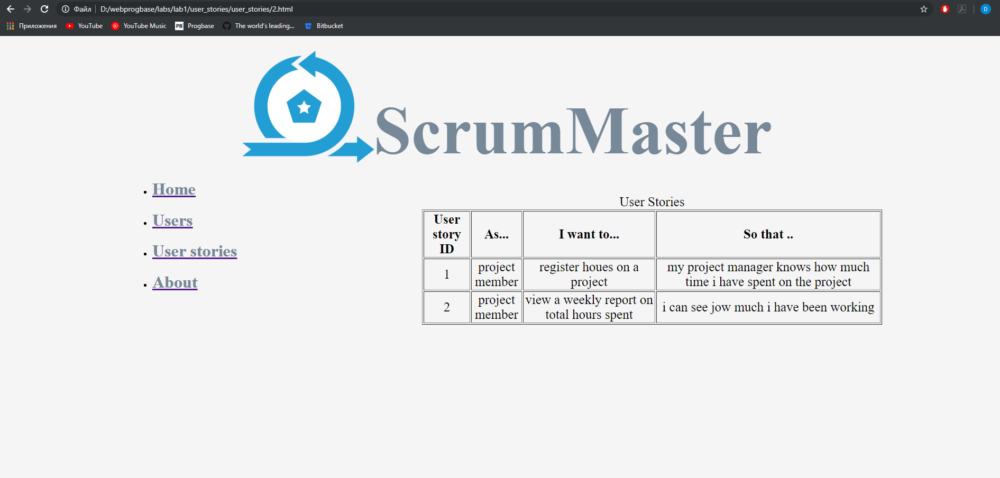 Файл D:/webprogbase/labs/lab1/user_stories/user_stories/2.html D
Приложения YouTube YouTube Music PB Progbase The world's leading... Bitbucket
ScrumMaster
Home
Users
User stories
About
User Stories
User
story
ID
As...
I want to...
So that ..
1
project
member
register houes on a
project
my project manager knows how much
time i have spent on the project
2
project
member
view a weekly report on
total hours spent
i can see jow much i have been working